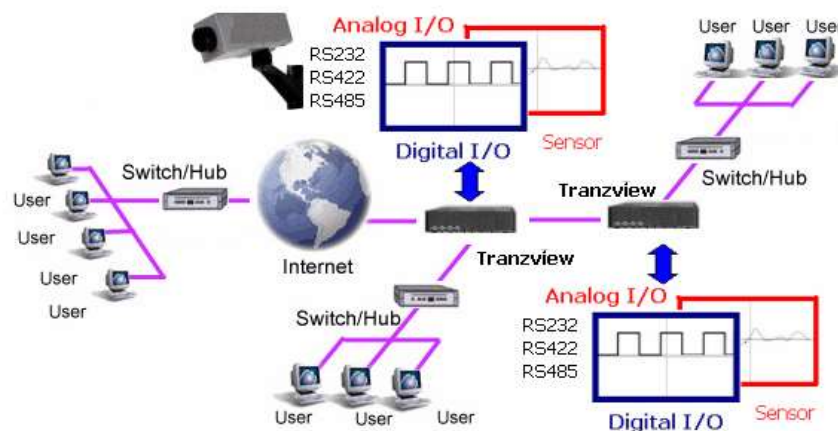 Analog I/O
RS232
RS422
RS485
Sensor
Digital I/O
User User User
Switch/Hub
Switch/Hub
User
User
User
User
Internet
Tranzview
Tranzview
Switch/Hub
User User User
Analog I/O
RS232
RS422
RS485
Digital I/O
Sensor